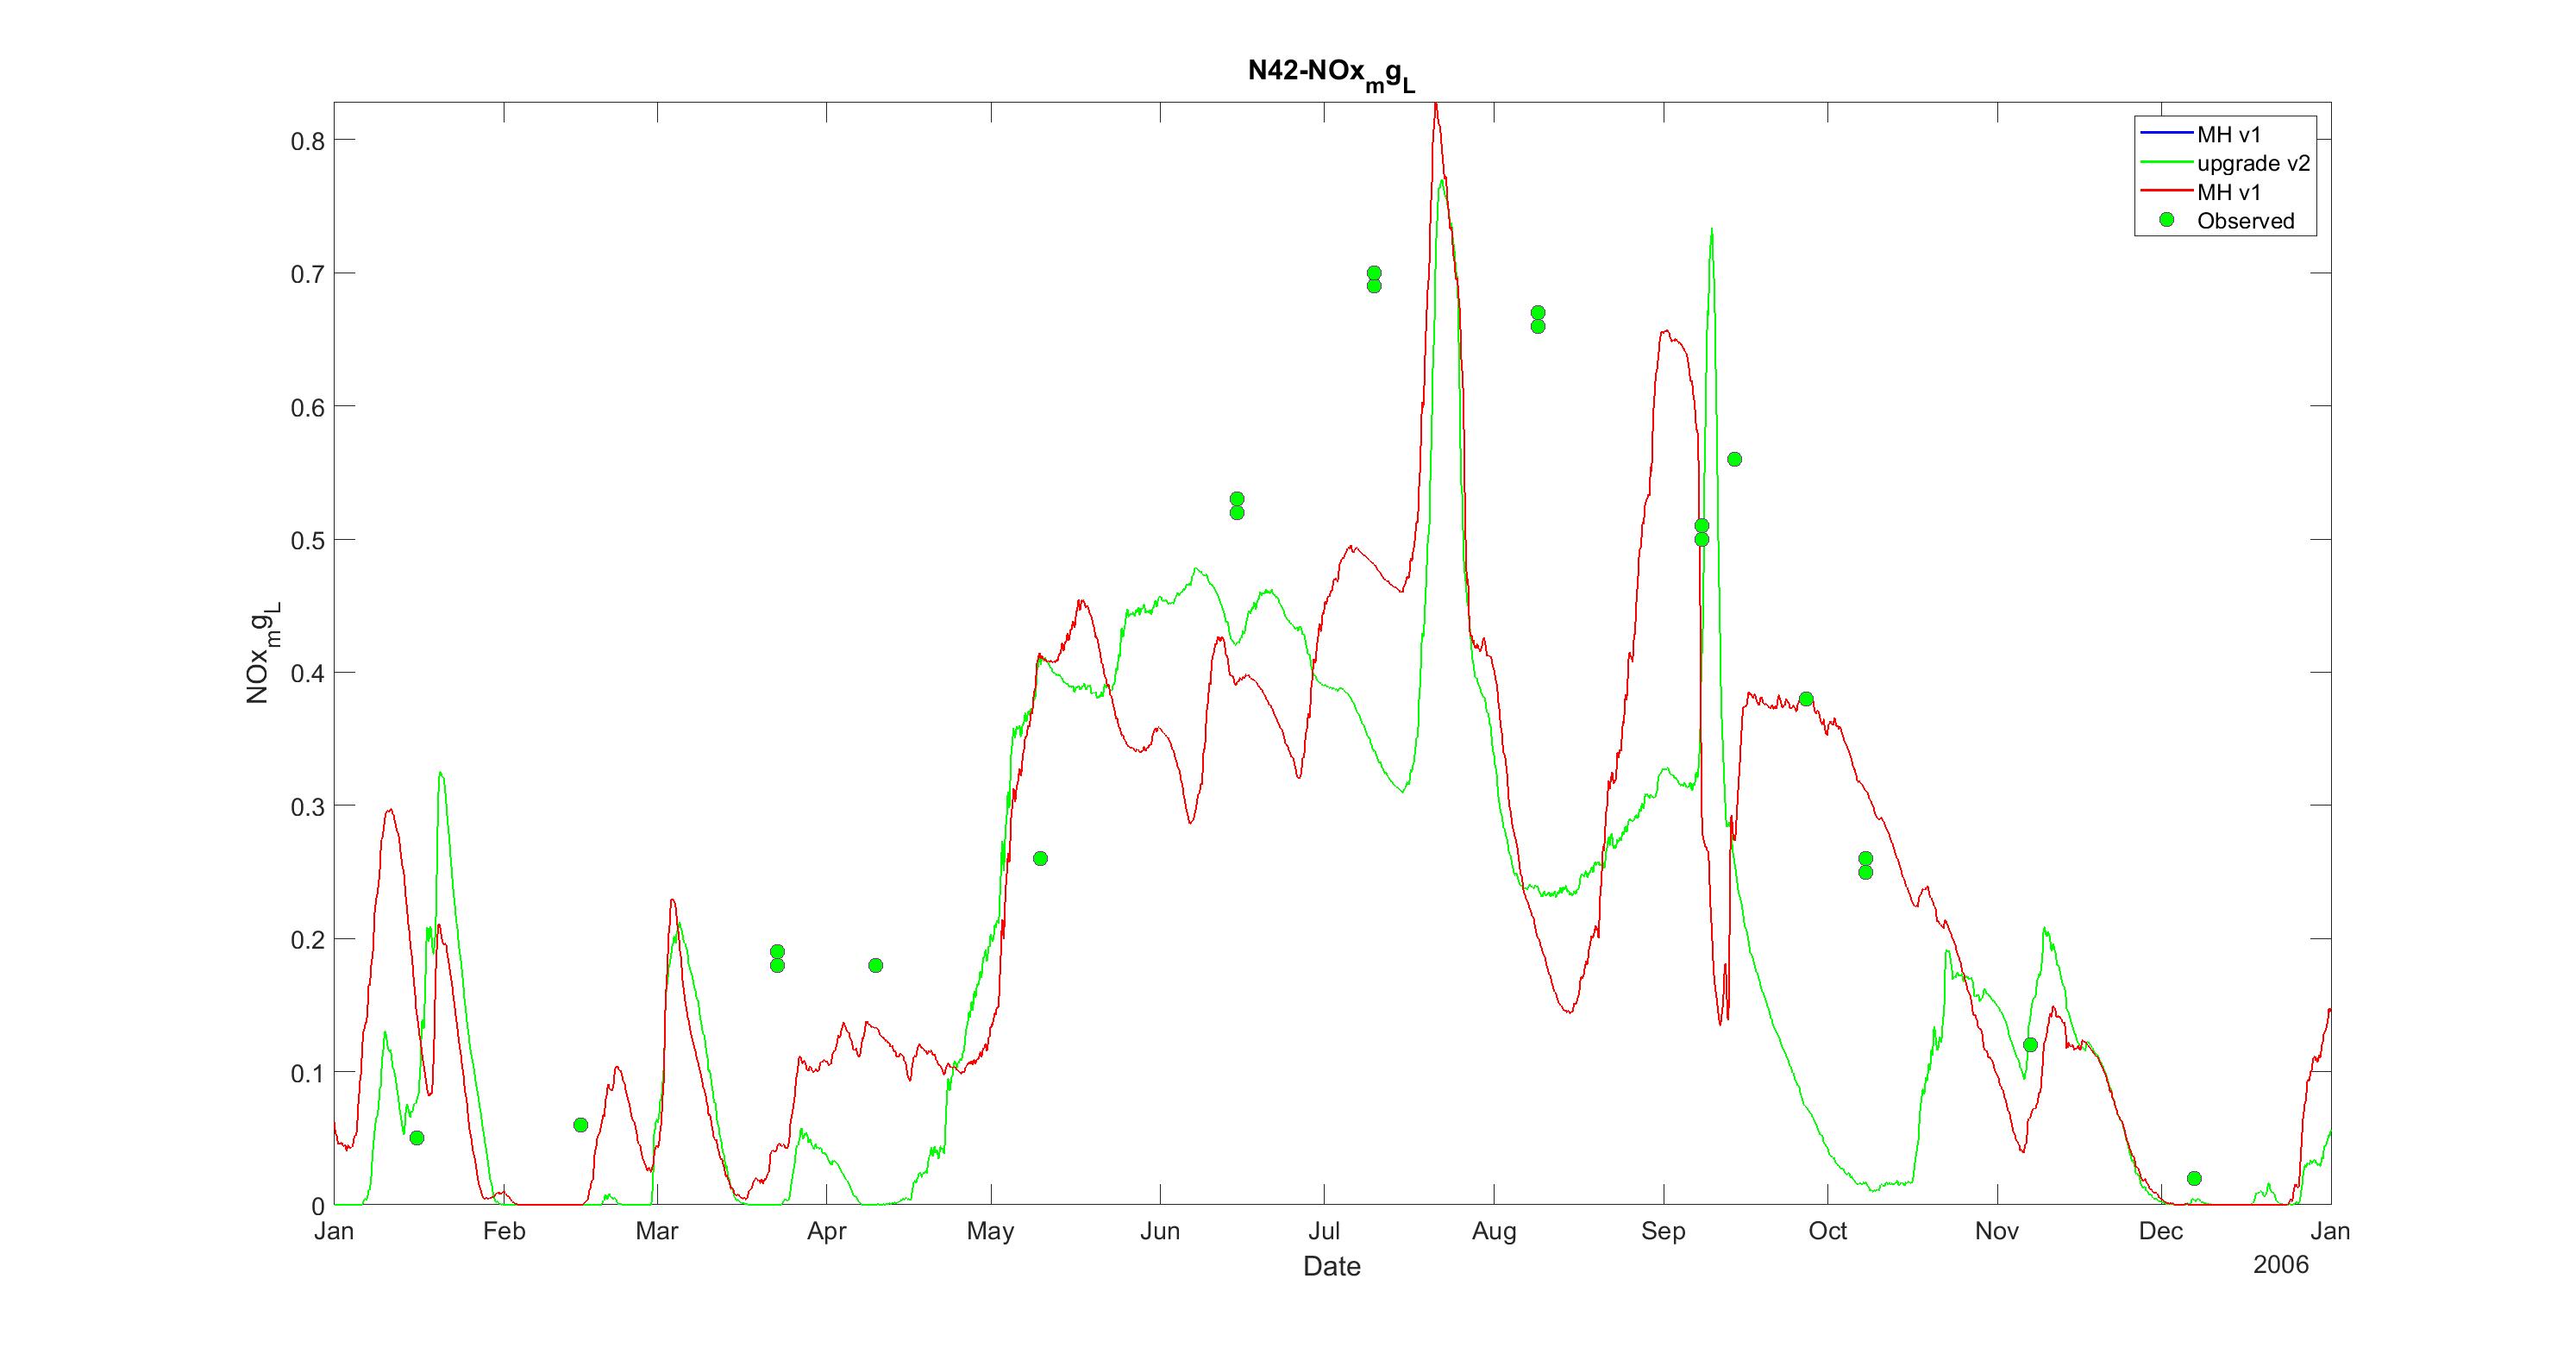 N42-NOxmgL
MH v1
upgrade v2
MH v1
Observed
0.8
0.7
0.6
0.5
0.4
0.3
0.2
0.1
0
NOxmgL
Jan Feb Mar Apr May Jun Jul Aug Sep Oct Nov Dec Jan
Date
2006